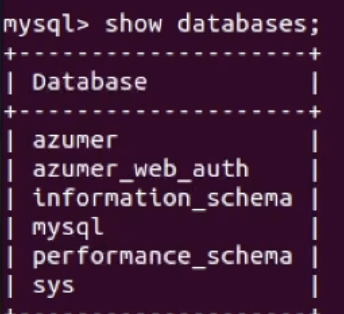 mysql> show databases;
+--------------------+
| Database           |
+--------------------+
| azumer             |
| azumer_web_auth    |
| information_schema |
| mysql              |
| performance_schema |
| sys                |
+--------------------+